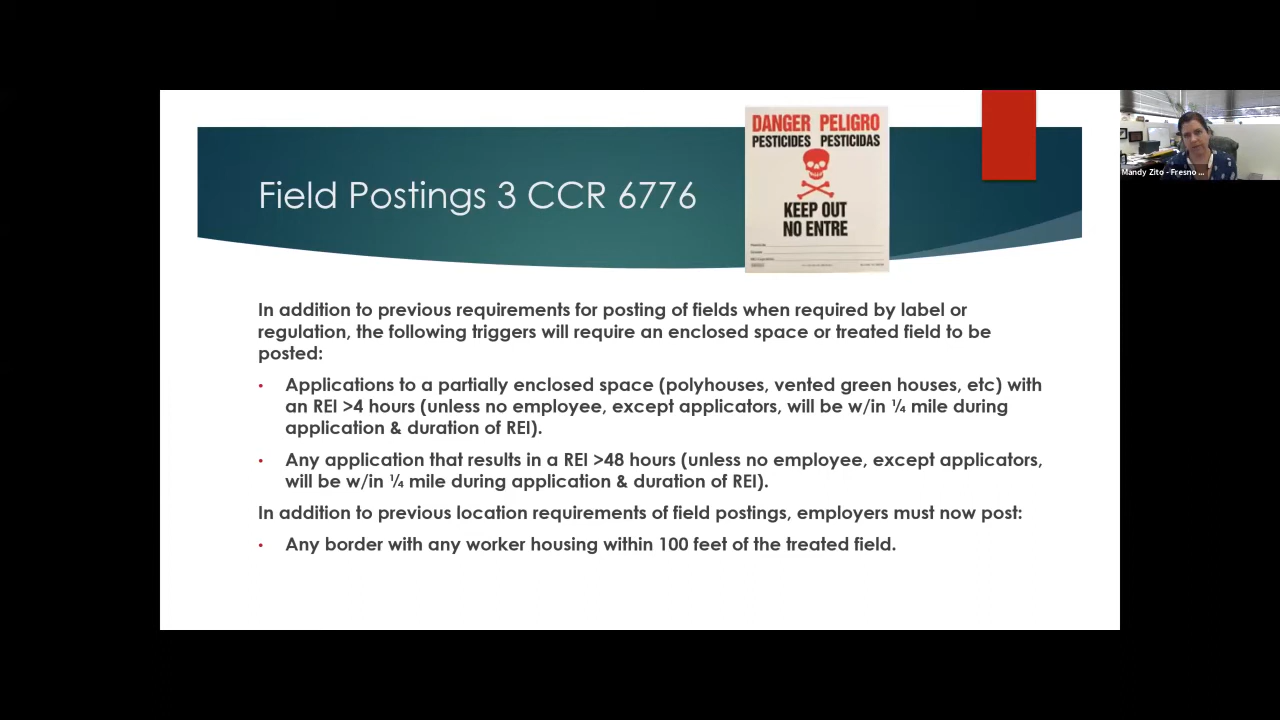 DANGER PELIGRO
PESTICIDES PESTICIDAS
KEEP OUT
NO ENTRE
Field Postings 3 CCR 6776
Mandy Zito - Fresno ...
In addition to previous requirements for posting of fields when required by label or
regulation, the following triggers will require an enclosed space or treated field to be
posted:
• Applications to a partially enclosed space (polyhouses, vented green houses, etc) with
an REI >4 hours (unless no employee, except applicators, will be w/in ¼ mile during
application & duration of REI).
• Any application that results in a REI >48 hours (unless no employee, except applicators,
will be w/in ¼ mile during application & duration of REI).
In addition to previous location requirements of field postings, employers must now post:
• Any border with any worker housing within 100 feet of the treated field.